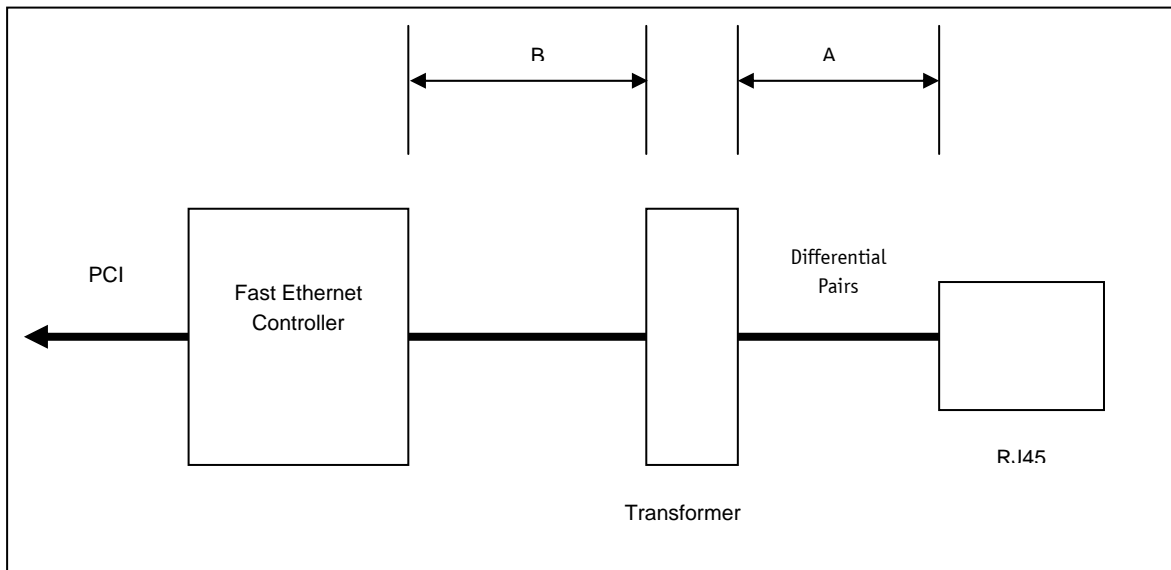 B
A
PCI
Fast Ethernet
Controller
Differential
Pairs
RJ45
Transformer